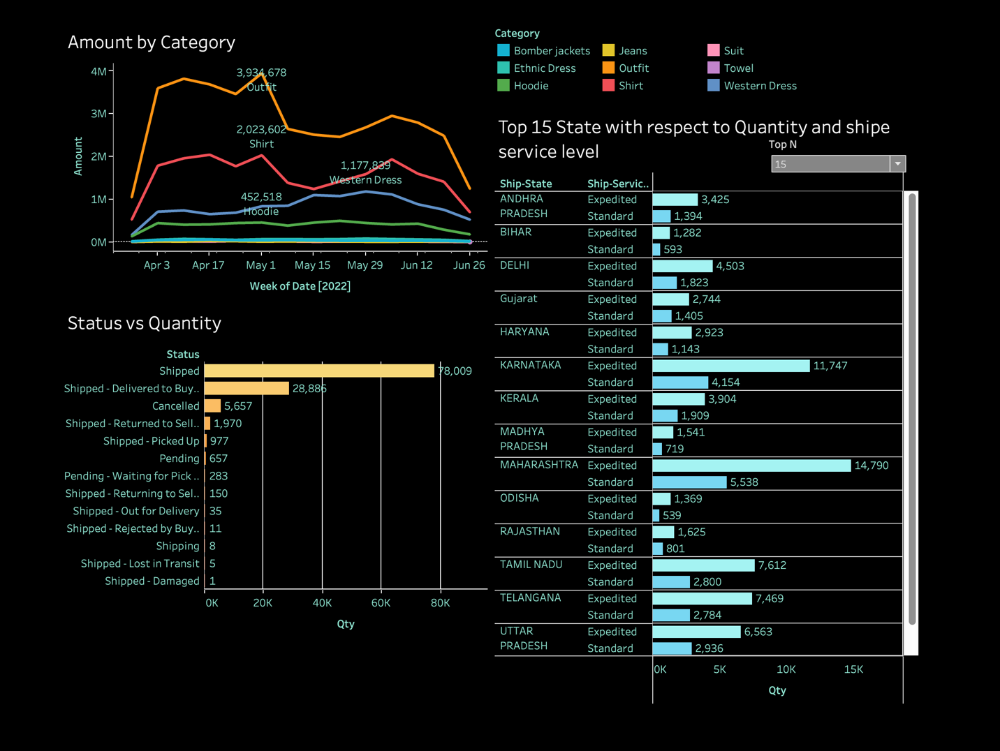 Amount by Category
4M
3M
2M
1M
0M
Amount
3,934,678
Outfit
2,023,602
Shirt
1,177,839
Western Dress
452,518
Hoodie
Apr 3 Apr 17 May 1 May 15 May 29 Jun 12 Jun 26
Week of Date [2022]
Category
Bomber jackets Jeans Suit
Ethnic Dress Outfit Towel
Hoodie Shirt Western Dress
Status vs Quantity
Status
Shipped 78,009
Shipped - Delivered to Buy.. 28,886
Cancelled 5,657
Shipped - Returned to Sell.. 1,970
Shipped - Picked Up 977
Pending 657
Pending - Waiting for Pick .. 283
Shipped - Returning to Sel.. 150
Shipped - Out for Delivery 35
Shipped - Rejected by Buy.. 11
Shipping 8
Shipped - Lost in Transit 5
Shipped - Damaged 1
0K 20K 40K 60K 80K
Qty
Top 15 State with respect to Quantity and shipe
service level
Top N
15
Ship-State Ship-Servic..
ANDHRA Expedited 3,425
PRADESH Standard 1,394
BIHAR Expedited 1,282
Standard 593
DELHI Expedited 4,503
Standard 1,823
Gujarat Expedited 2,744
Standard 1,405
HARYANA Expedited 2,923
Standard 1,143
KARNATAKA Expedited 11,747
Standard 4,154
KERALA Expedited 3,904
Standard 1,909
MADHYA Expedited 1,541
PRADESH Standard 719
MAHARASHTRA Expedited 14,790
Standard 5,538
ODISHA Expedited 1,369
Standard 539
RAJASTHAN Expedited 1,625
Standard 801
TAMIL NADU Expedited 7,612
Standard 2,800
TELANGANA Expedited 7,469
Standard 2,784
UTTAR Expedited 6,563
PRADESH Standard 2,936
0K 5K 10K 15K
Qty